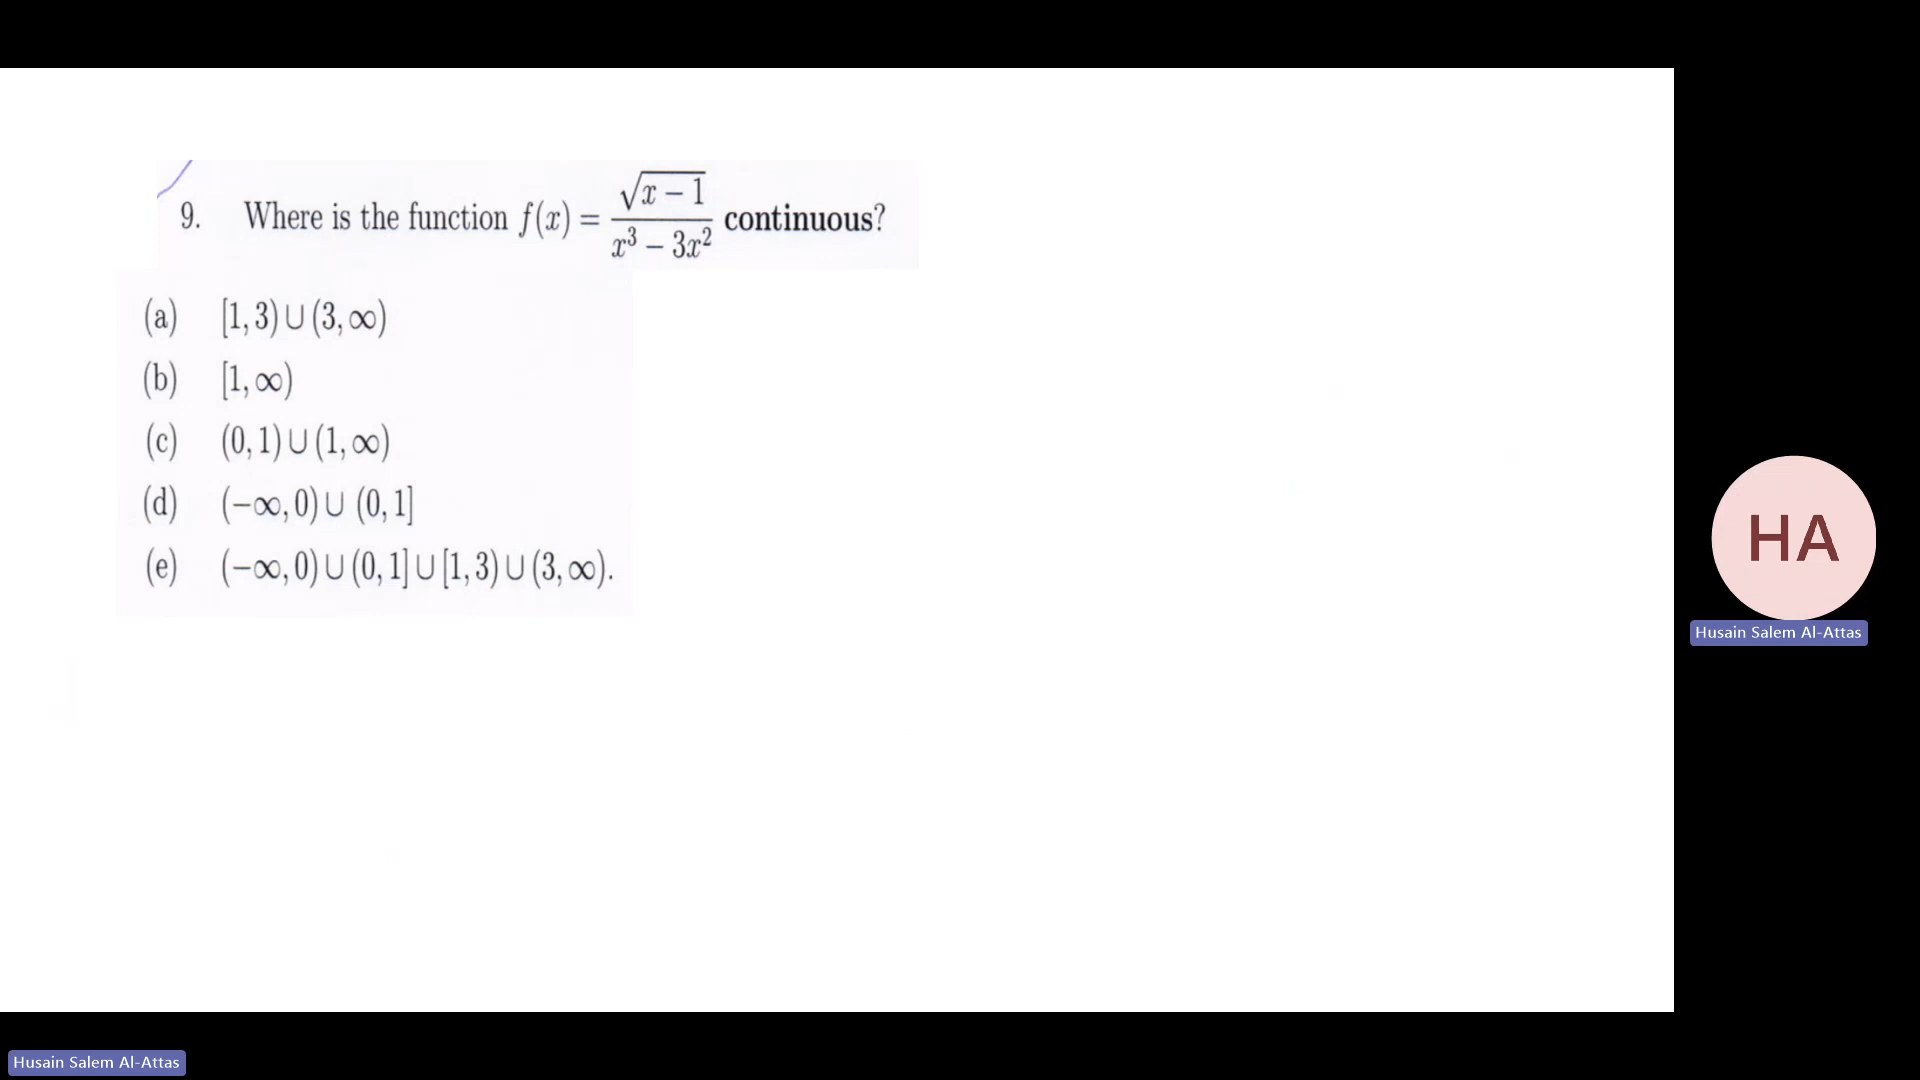 9. Where is the function f(x) = √(x − 1) / (x³ − 3x²) continuous?
(a) [1, 3) ∪ (3, ∞)
(b) [1, ∞)
(c) (0, 1) ∪ (1, ∞)
(d) (−∞, 0) ∪ (0, 1]
(e) (−∞, 0) ∪ (0, 1] ∪ [1, 3) ∪ (3, ∞).
HA
Husain Salem Al-Attas
Husain Salem Al-Attas